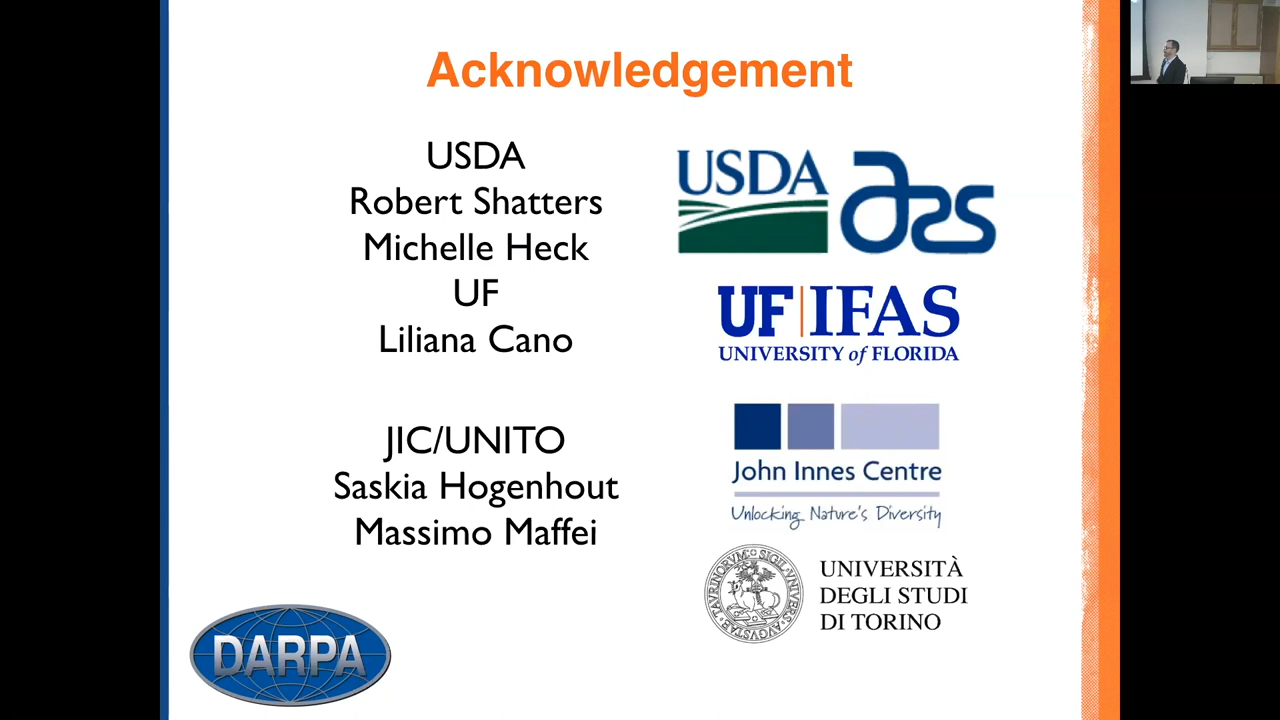 Acknowledgement
USDA
Robert Shatters
Michelle Heck
UF
Liliana Cano
JIC/UNITO
Saskia Hogenhout
Massimo Maffei
USDA ars
UF IFAS
UNIVERSITY of FLORIDA
John Innes Centre
Unlocking Nature's Diversity
UNIVERSITÀ
DEGLI STUDI
DI TORINO
DARPA